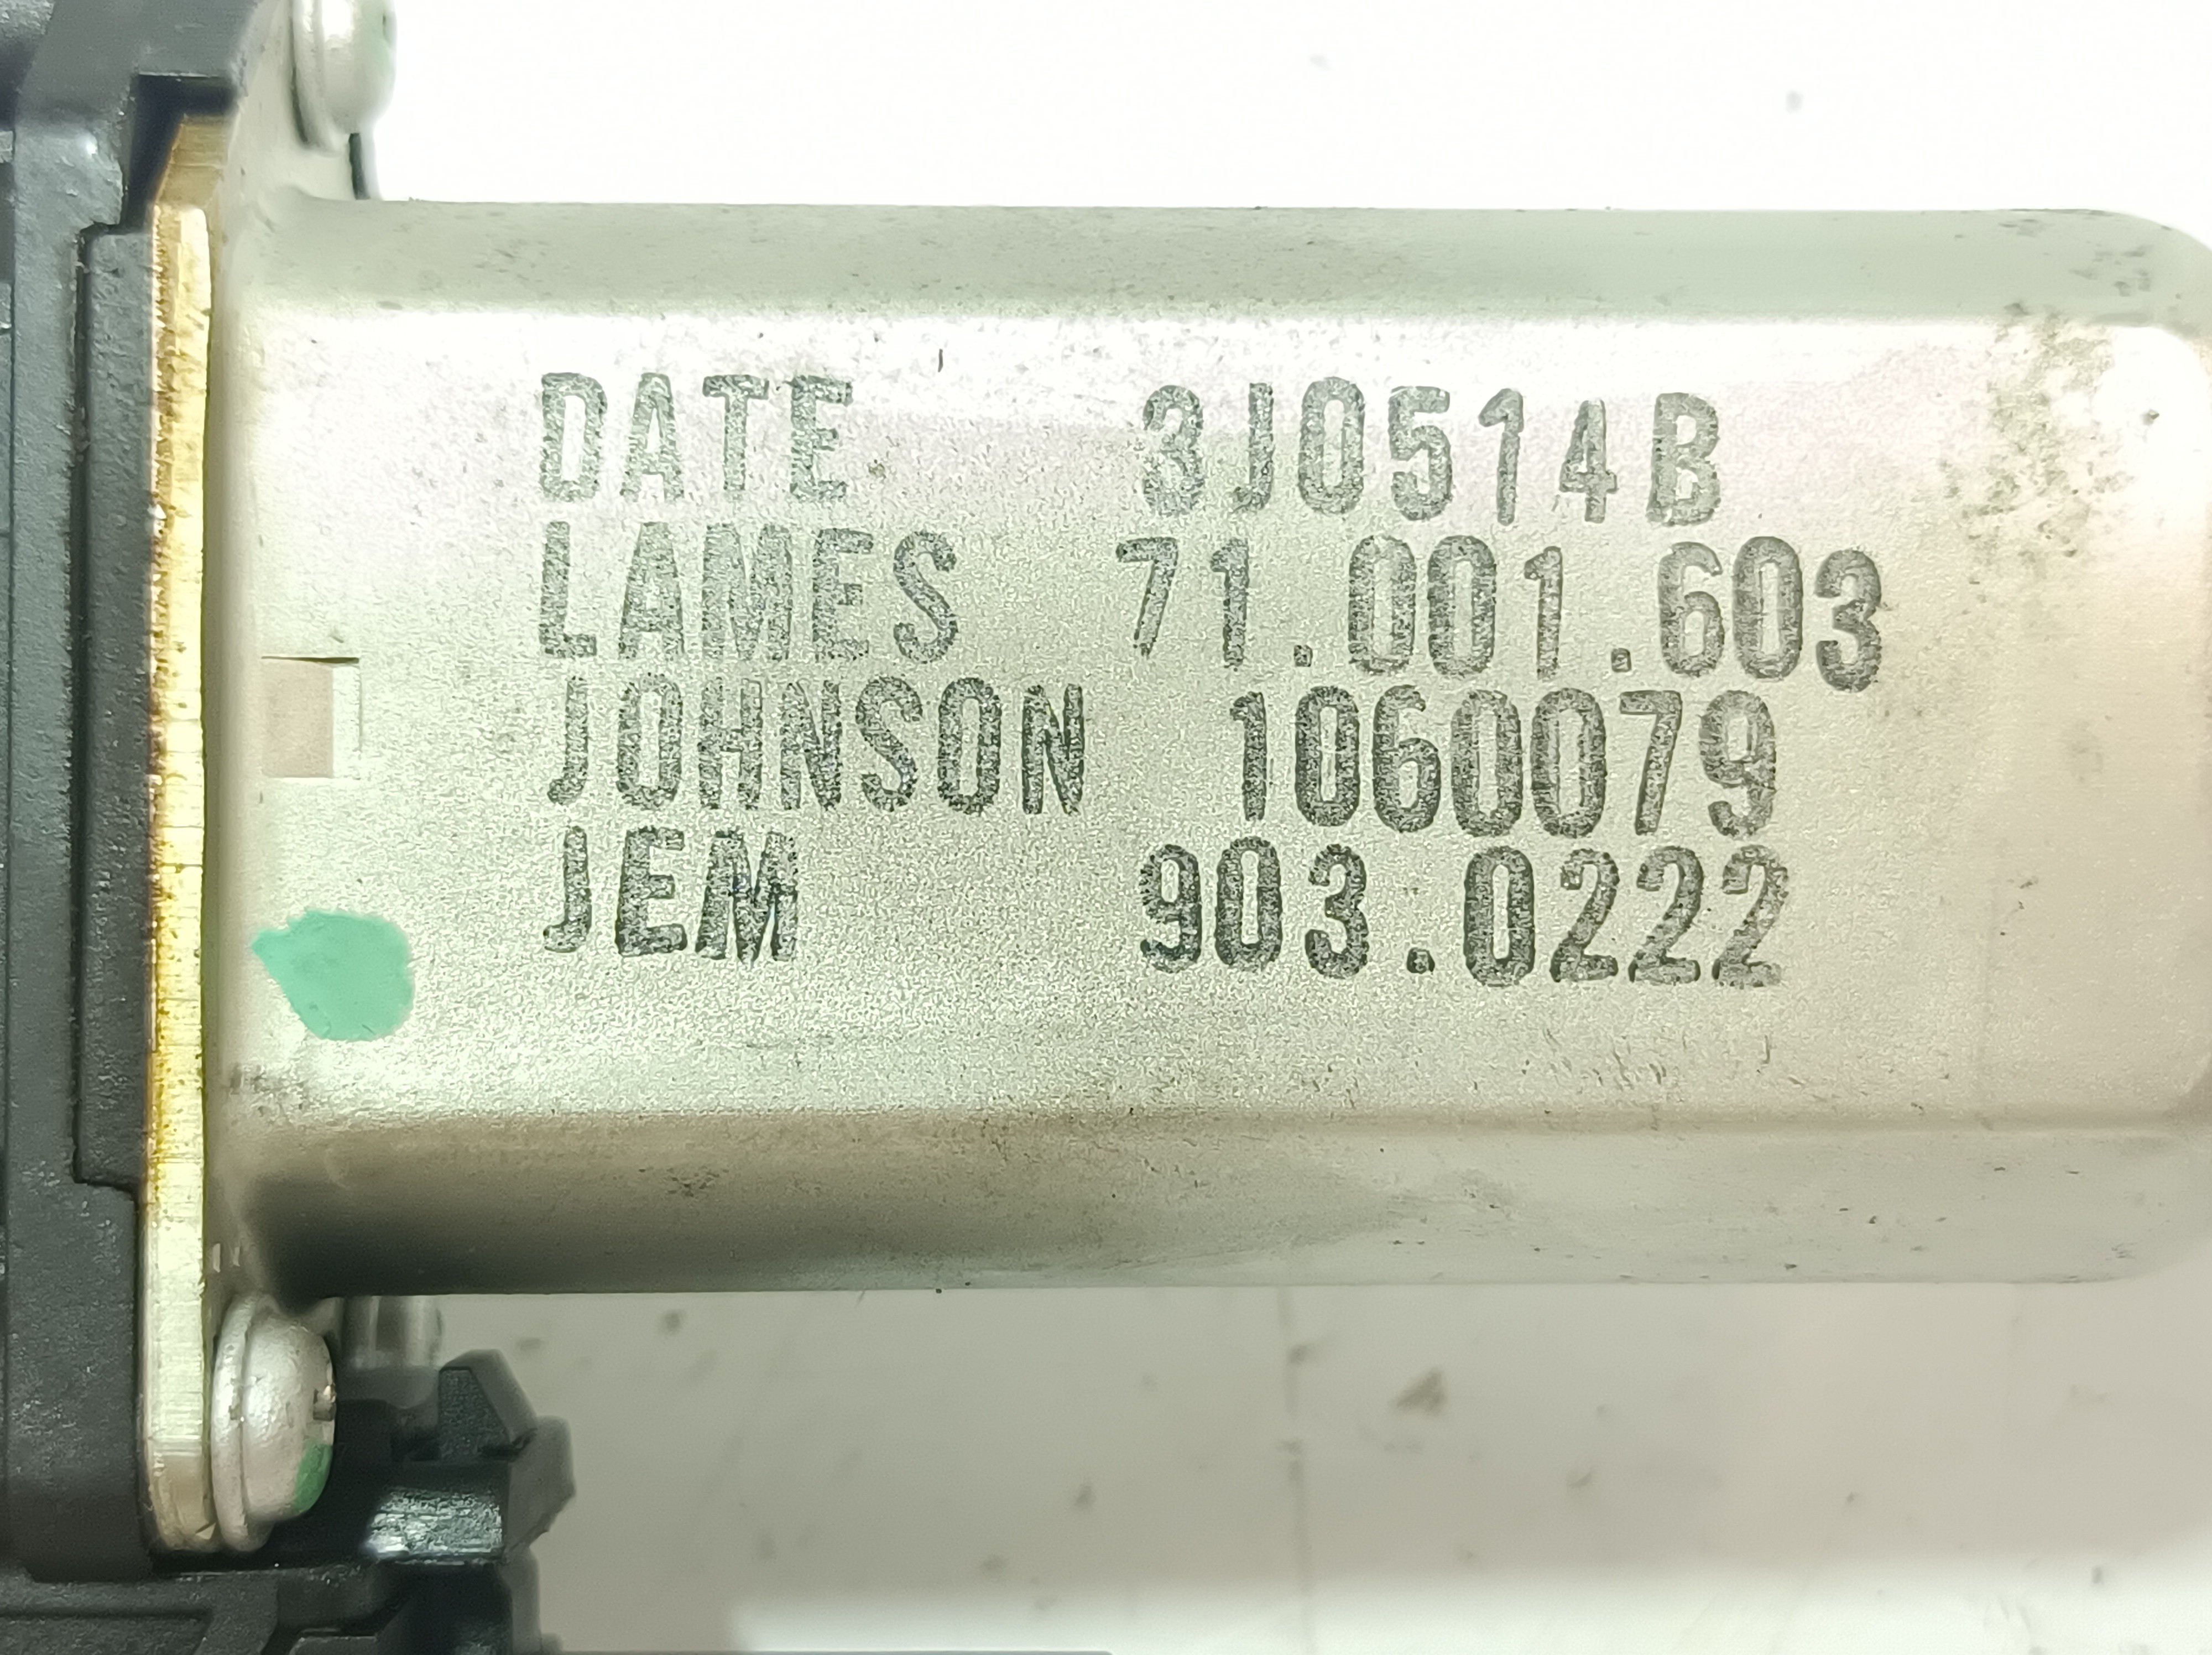 DATE 3J0514B
LAMES 71.001.603
JOHNSON 1060079
JEM 903.0222